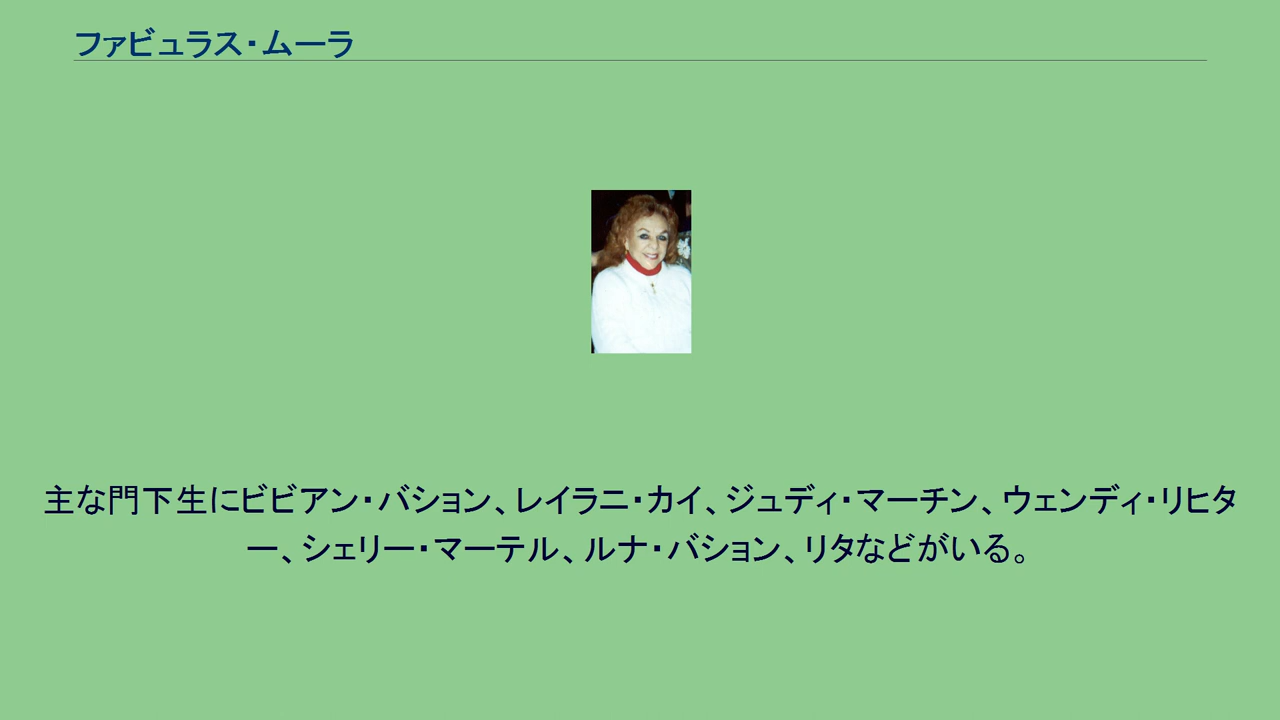 ファビュラス・ムーラ
主な門下生にビビアン・バション、レイラニ・カイ、ジュディ・マーチン、ウェンディ・リヒタ
ー、シェリー・マーテル、ルナ・バション、リタなどがいる。